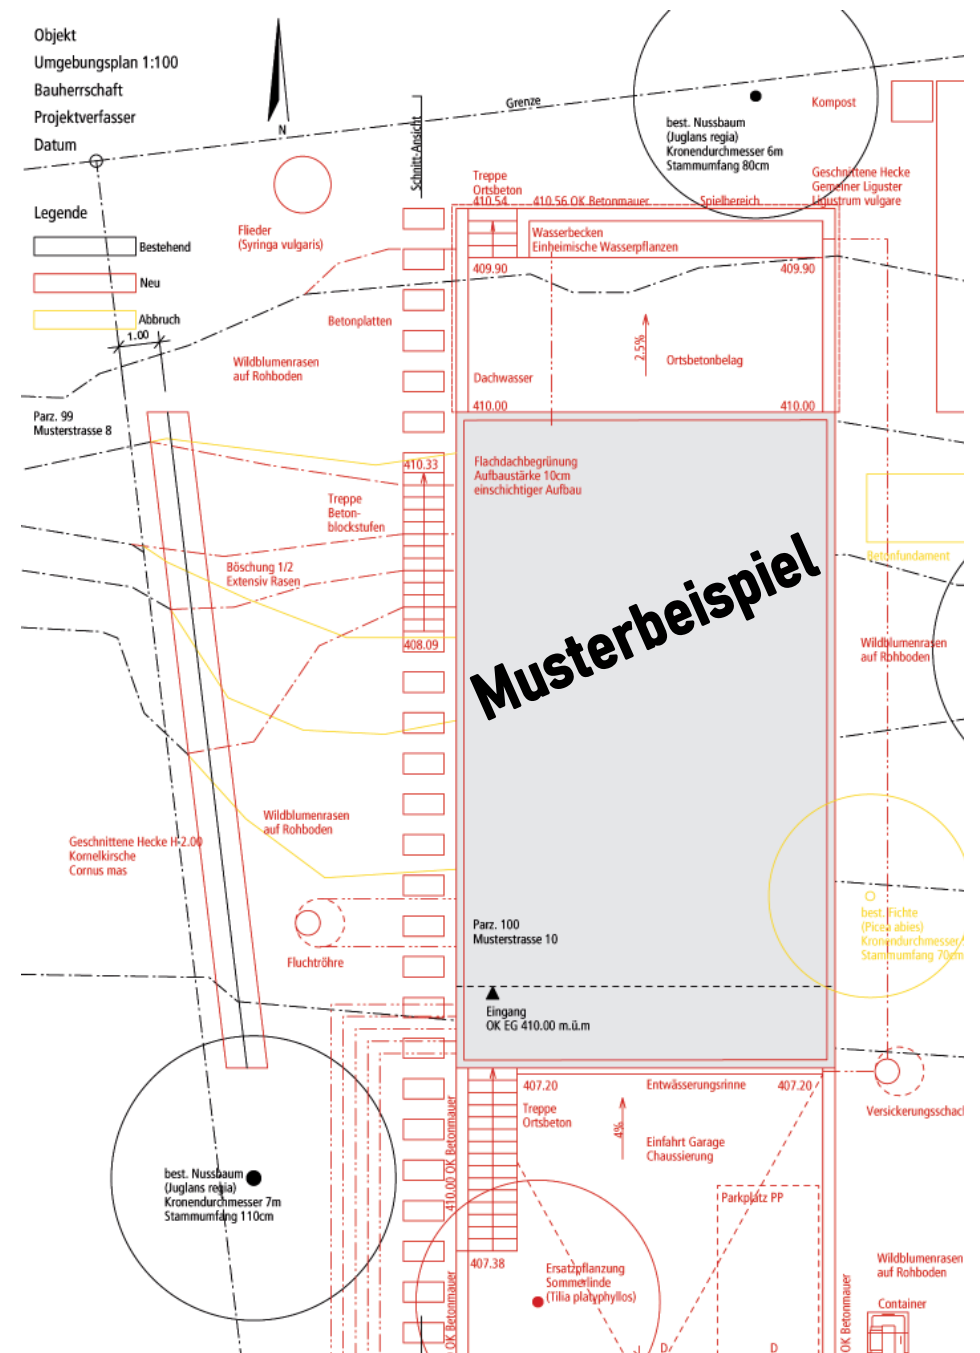 Objekt
Umgebungsplan 1:100
Bauherrschaft
Projektverfasser
Datum
N
Schnitt-Ansicht
Grenze
best. Nussbaum
(Juglans regia)
Kronendurchmesser 6m
Stammumfang 80cm
Kompost
Geschnittene Hecke
Gemeiner Liguster
Ligustrum vulgare
Legende
Bestehend
Neu
Abbruch
1.00
Flieder
(Syringa vulgaris)
Treppe
Ortsbeton
410.54
410.56 OK Betonmauer
Spielbereich
Wasserbecken
Einheimische Wasserpflanzen
409.90
409.90
Betonplatten
2.5%
Ortsbetonbelag
Wildblumenrasen
auf Rohboden
Dachwasser
410.00
410.00
Parz. 99
Musterstrasse 8
410.33
Flachdachbegrünung
Aufbaustärke 10cm
einschichtiger Aufbau
Treppe
Beton-
blockstufen
Betonfundament
Böschung 1/2
Extensiv Rasen
Musterbeispiel
408.09
Wildblumenrasen
auf Rohboden
Wildblumenrasen
auf Rohboden
Geschnittene Hecke H 2.00
Kornelkirsche
Cornus mas
best. Fichte
(Picea abies)
Kronendurchmesser
Stammumfang 70cm
Parz. 100
Musterstrasse 10
Fluchtröhre
Eingang
OK EG 410.00 m.ü.m
407.20
Entwässerungsrinne
407.20
Treppe
Ortsbeton
4%
Einfahrt Garage
Chaussierung
Versickerungsschac
410.00 OK Betonmauer
best. Nussbaum
(Juglans regia)
Kronendurchmesser 7m
Stammumfang 110cm
Parkplatz PP
407.38
Ersatzpflanzung
Sommerlinde
(Tilia platyphyllos)
Wildblumenrasen
auf Rohboden
Container
OK Betonmauer
OK Betonmauer
D
D